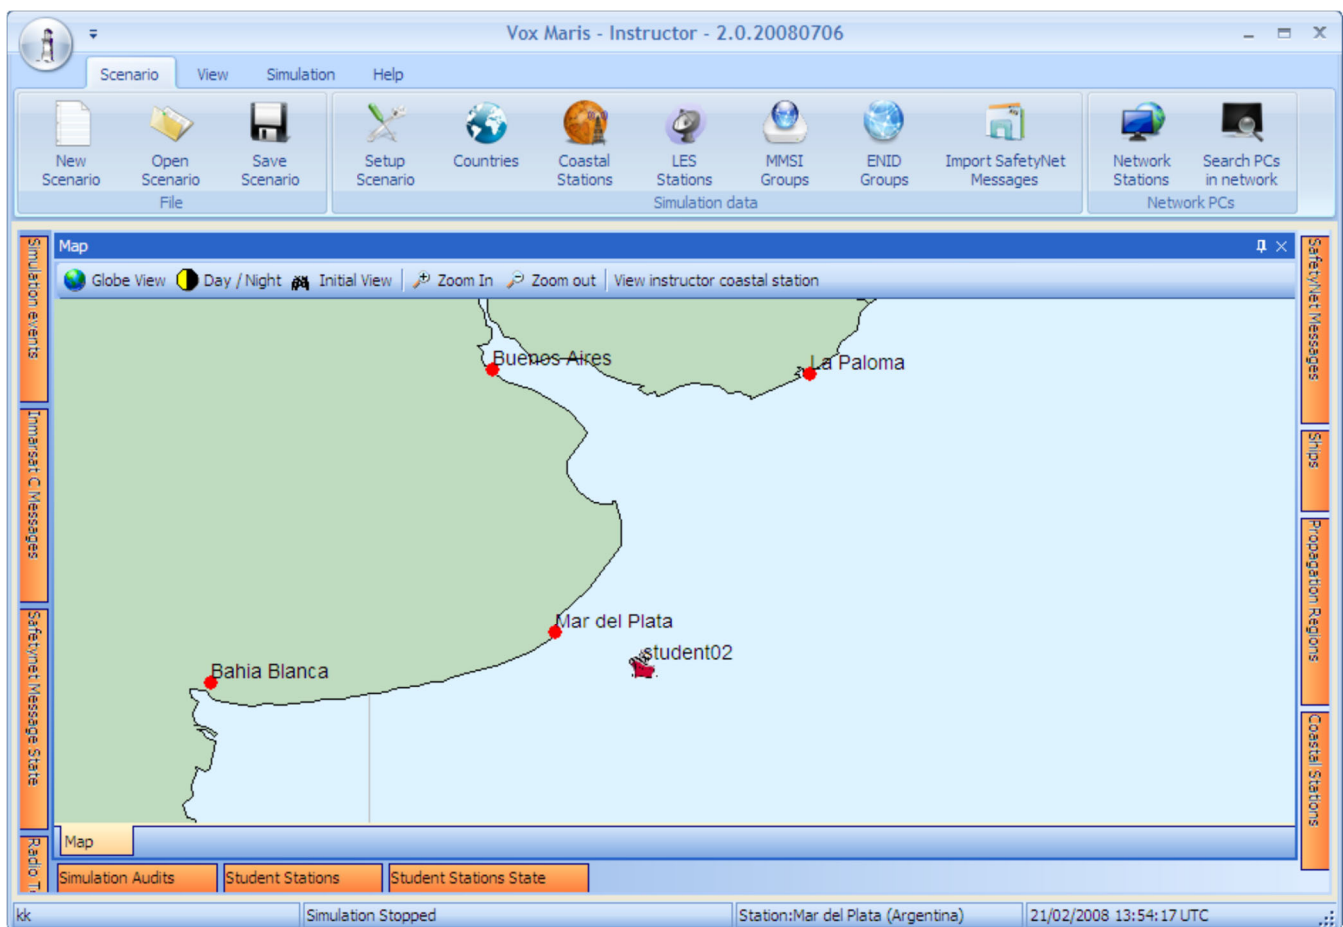 Vox Maris - Instructor - 2.0.20080706
Scenario View Simulation Help
New Scenario
Open Scenario
Save Scenario
File
Setup Scenario
Countries
Coastal Stations
LES Stations
MMSI Groups
ENID Groups
Import SafetyNet Messages
Simulation data
Network Stations
Search PCs in network
Network PCs
Simulation events
Inmarsat C Messages
Safetynet Message State
Map
Globe View Day / Night Initial View Zoom In Zoom out View instructor coastal station
Buenos Aires
La Paloma
Mar del Plata
student02
Bahia Blanca
SafetyNet Messages
Ships
Propagation Regions
Coastal Stations
Map
Radio T
Simulation Audits Student Stations Student Stations State
kk Simulation Stopped Station:Mar del Plata (Argentina) 21/02/2008 13:54:17 UTC